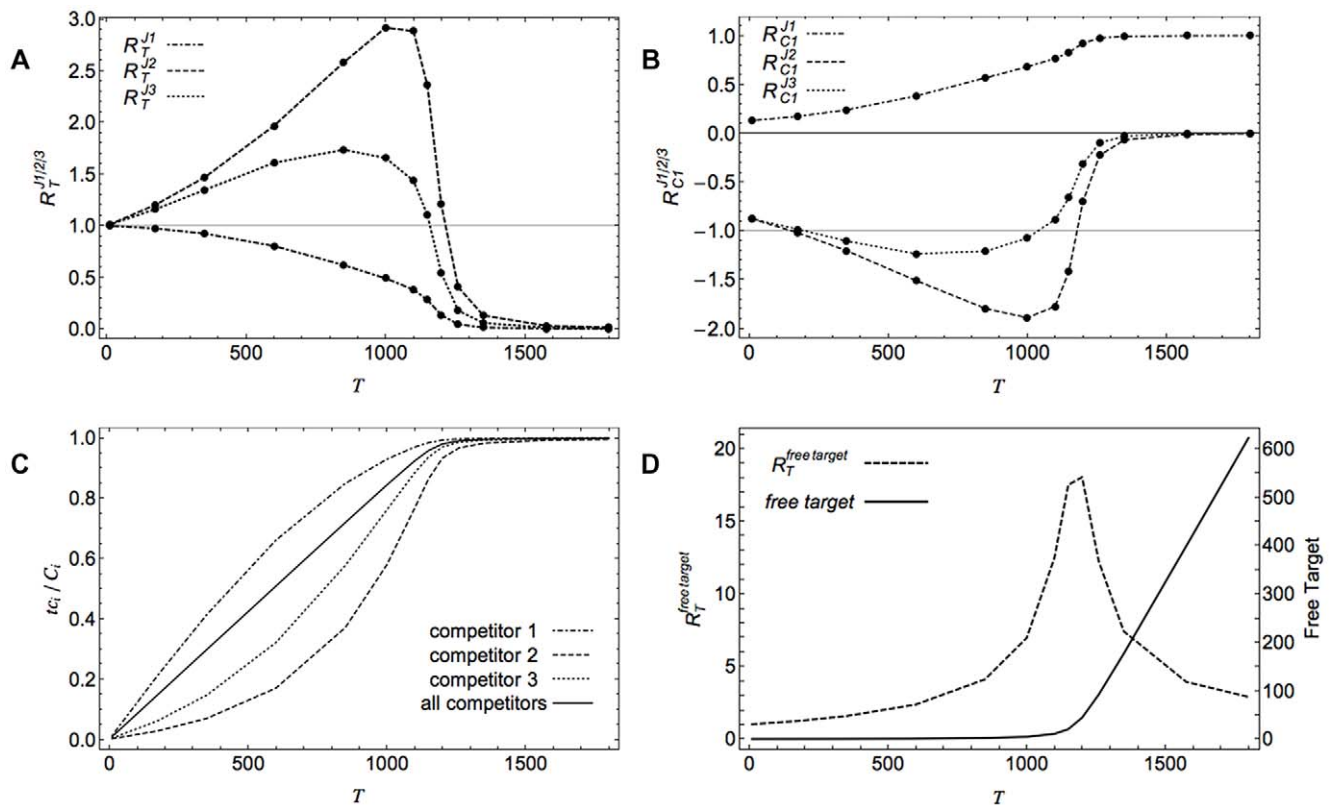 A
R_T^{J1}
R_T^{J2}
R_T^{J3}
3.0
2.5
2.0
1.5
1.0
0.5
0.0
R_T^{J1/2/3}
0
500
1000
1500
T
B
R_{C1}^{J1}
R_{C1}^{J2}
R_{C1}^{J3}
1.0
0.5
0.0
−0.5
−1.0
−1.5
−2.0
R_{C1}^{J1/2/3}
0
500
1000
1500
T
C
1.0
0.8
0.6
0.4
0.2
0.0
tc_i / C_i
competitor 1
competitor 2
competitor 3
all competitors
0
500
1000
1500
T
D
R_T^{free target}
free target
20
15
10
5
0
R_T^{free target}
600
500
400
300
200
100
0
Free Target
0
500
1000
1500
T